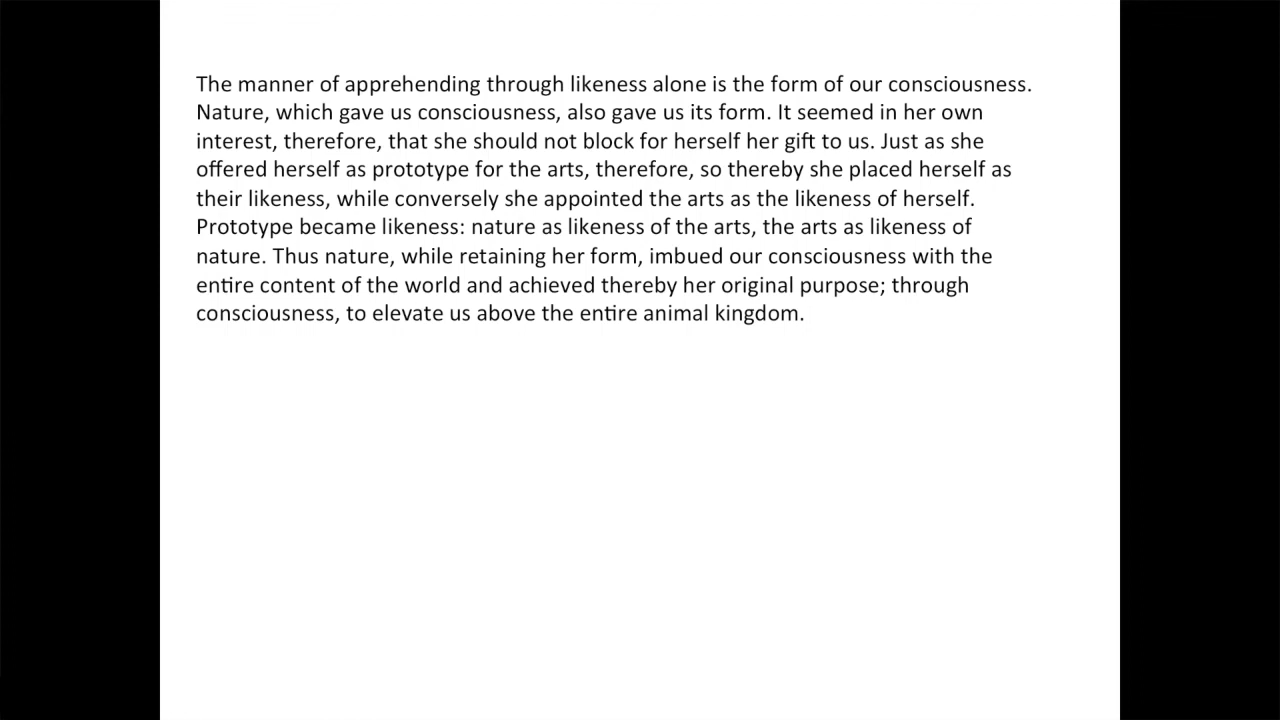 The manner of apprehending through likeness alone is the form of our consciousness.
Nature, which gave us consciousness, also gave us its form. It seemed in her own
interest, therefore, that she should not block for herself her gift to us. Just as she
offered herself as prototype for the arts, therefore, so thereby she placed herself as
their likeness, while conversely she appointed the arts as the likeness of herself.
Prototype became likeness: nature as likeness of the arts, the arts as likeness of
nature. Thus nature, while retaining her form, imbued our consciousness with the
entire content of the world and achieved thereby her original purpose; through
consciousness, to elevate us above the entire animal kingdom.